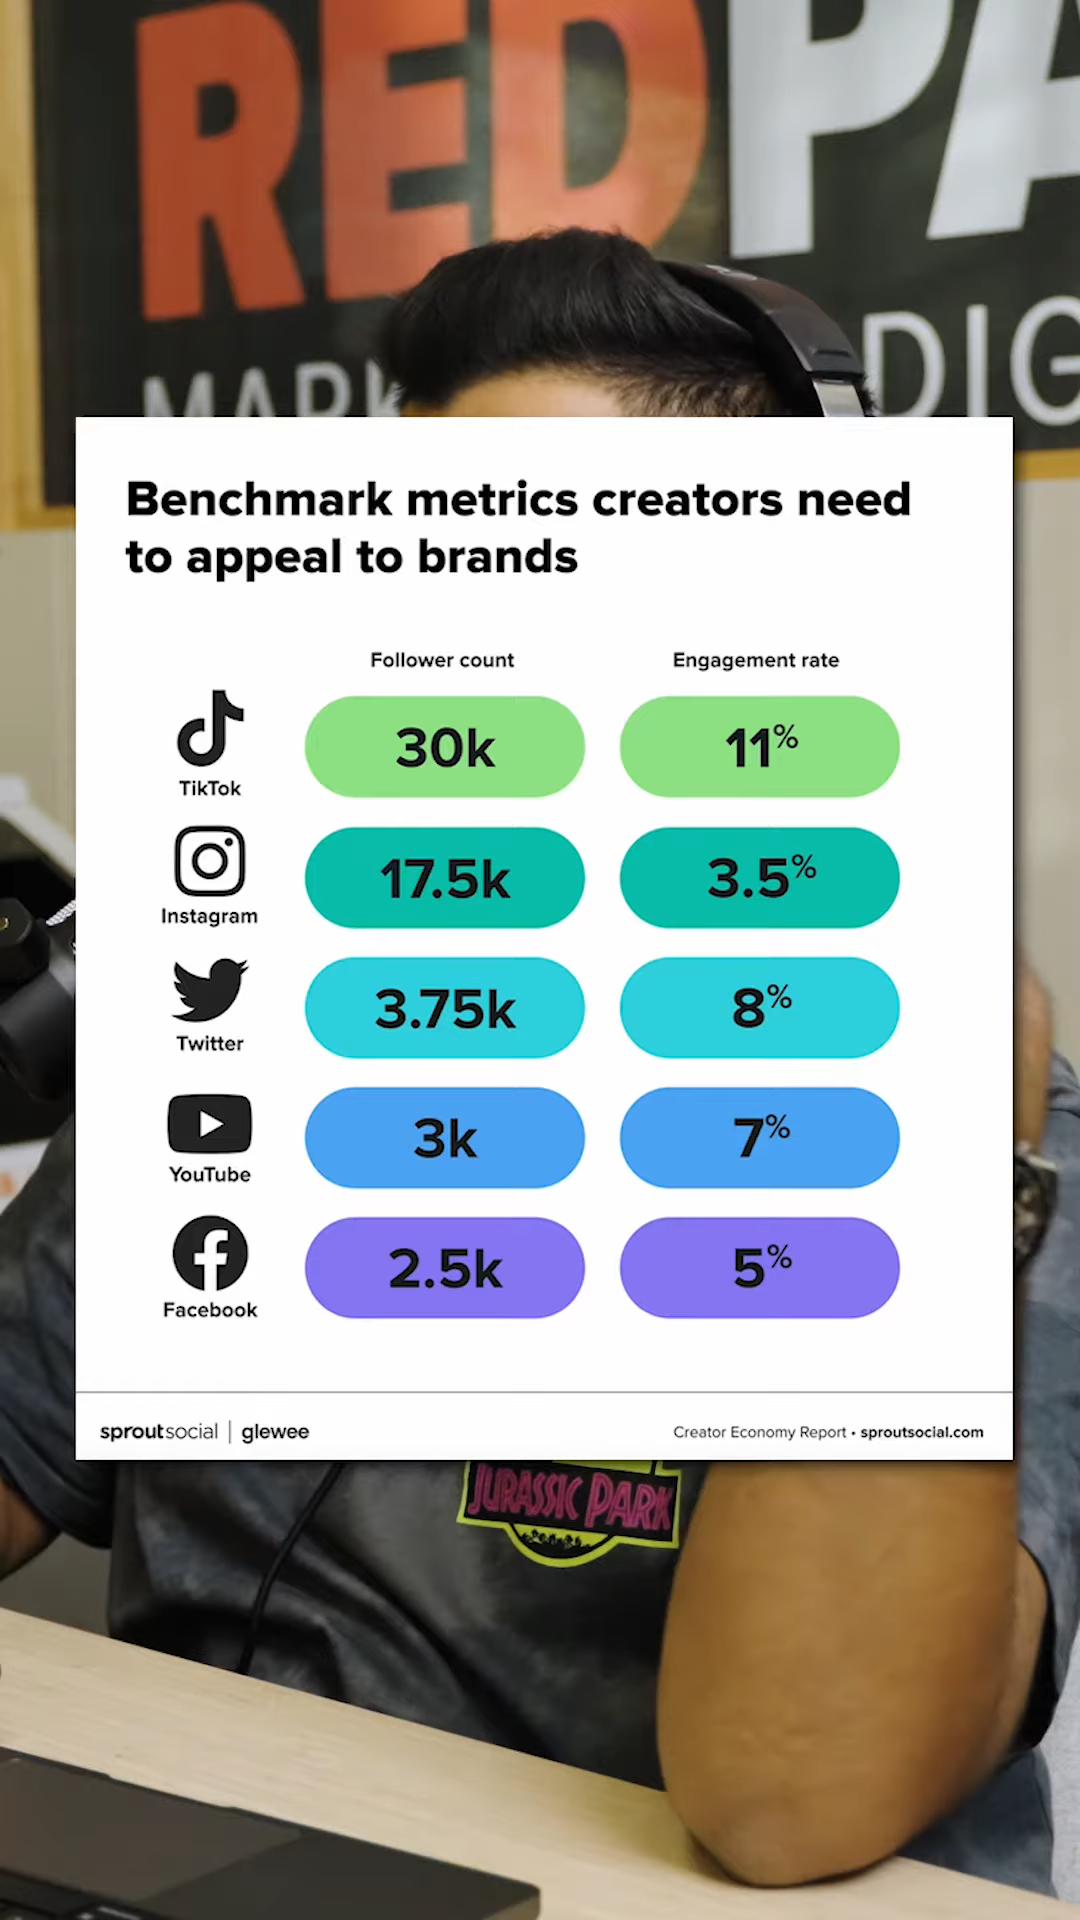 RED PA
MARK DIG
Benchmark metrics creators need
to appeal to brands
Follower count Engagement rate
TikTok 30k 11%
Instagram 17.5k 3.5%
Twitter 3.75k 8%
YouTube 3k 7%
Facebook 2.5k 5%
sproutsocial | glewee
Creator Economy Report • sproutsocial.com
JURASSIC PARK